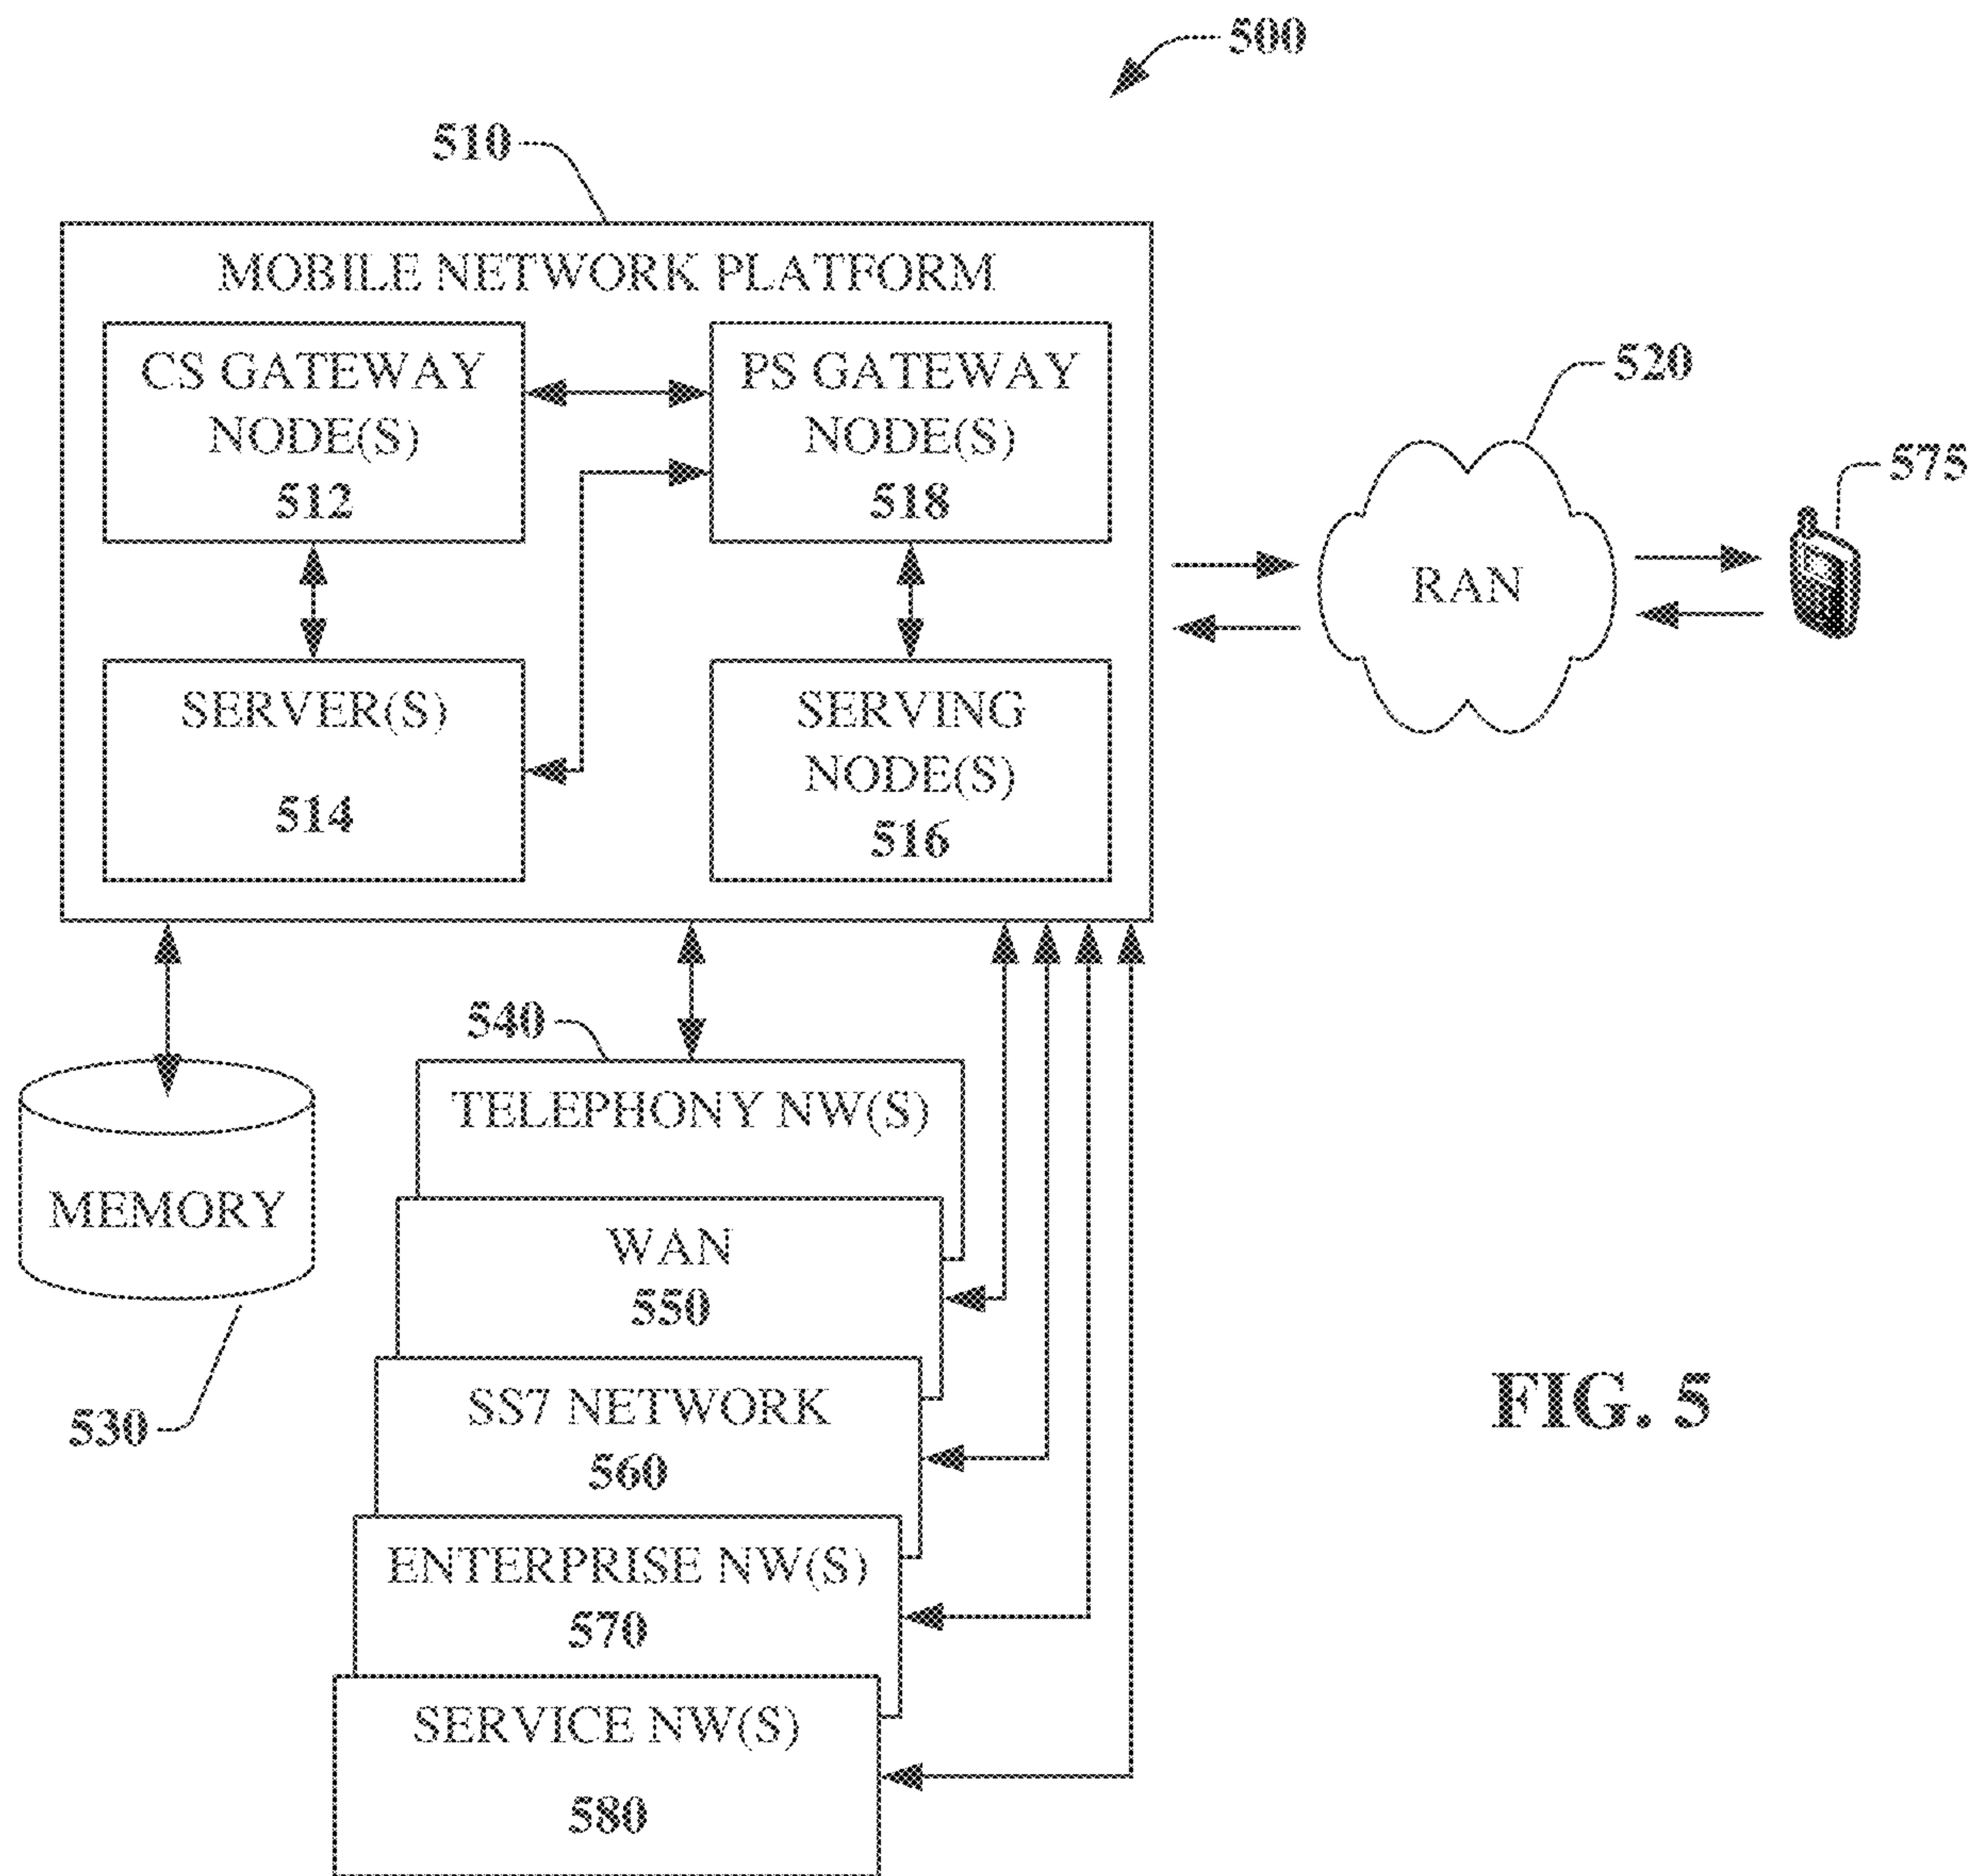 500
510
MOBILE NETWORK PLATFORM
CS GATEWAY
NODE(S)
512
PS GATEWAY
NODE(S)
518
SERVER(S)
514
SERVING
NODE(S)
516
520
RAN
575
540
TELEPHONY NW(S)
MEMORY
530
WAN
550
SS7 NETWORK
560
ENTERPRISE NW(S)
570
SERVICE NW(S)
580
FIG. 5